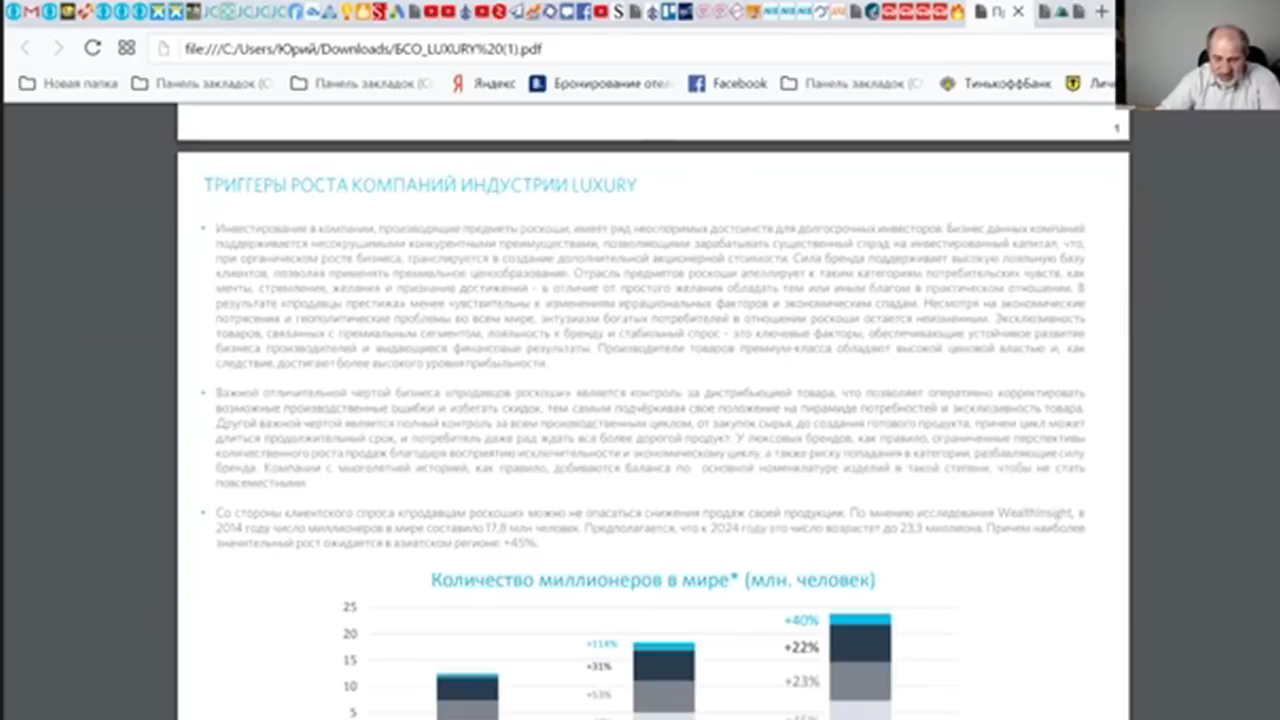 file:///C:/Users/Юрий/Downloads/БСО_LUXURY%20(1).pdf
Новая папка Панель закладок (С Панель закладок (С Яндекс Бронирование оте Facebook Панель закладок (С ТинькоффБанк Личн
ТРИГГЕРЫ РОСТА КОМПАНИЙ ИНДУСТРИИ LUXURY
• Инвестирование в компании, производящие предметы роскоши, имеет ряд неоспоримых достоинств для долгосрочных инвесторов. Бизнес данных компаний
поддерживается несокрушимыми конкурентными преимуществами, позволяющими зарабатывать существенный спрэд на инвестированный капитал, что,
при органическом росте бизнеса, транслируется в создание дополнительной акционерной стоимости. Сила бренда поддерживает высокую лояльную базу
клиентов, позволяя применять премиальное ценообразование. Отрасль предметов роскоши апеллирует к таким категориям потребительских чувств, как
мечты, стремления, желания и признание достижений - в отличие от простого желания обладать тем или иным благом в практическом отношении. В
результате «продавцы престижа» менее чувствительны к изменениям иррациональных факторов и экономическим спадам. Несмотря на экономические
потрясения и геополитические проблемы во всем мире, энтузиазм богатых потребителей в отношении роскоши остается неизменным. Эксклюзивность
товаров, связанных с премиальным сегментом, лояльность к бренду и стабильный спрос - это ключевые факторы, обеспечивающие устойчивое развитие
бизнеса производителей и выдающиеся финансовые результаты. Производители товаров премиум-класса обладают высокой ценовой властью и, как
следствие, достигают более высокого уровня прибыльности.
• Важной отличительной чертой бизнеса «продавцов роскоши» является контроль за дистрибьюцией товара, что позволяет оперативно корректировать
возможные производственные ошибки и избегать скидок, тем самым подчёркивая свое положение на пирамиде потребностей и эксклюзивность товара.
Другой важной чертой является полный контроль за всем производственным циклом, от закупок сырья, до создания готового продукта, причем цикл может
длиться продолжительный срок, и потребитель даже рад ждать все более дорогой продукт. У люксовых брендов, как правило, ограниченные перспективы
количественного роста продаж благодаря восприятию исключительности и экономическому циклу, а также риску попадания в категории, разбавляющие силу
бренда. Компании с многолетней историей, как правило, добиваются баланса по основной номенклатуре изделий в такой степени, чтобы не стать
повсеместными.
• Со стороны клиентского спроса «продавцам роскоши» можно не опасаться снижения продаж своей продукции. По мнению исследования WealthInsight, в
2014 году число миллионеров в мире составило 17,8 млн человек. Предполагается, что к 2024 году это число возрастет до 23,3 миллиона. Причем наиболее
значительный рост ожидается в азиатском регионе: +45%.
Количество миллионеров в мире* (млн. человек)
25
20
15
10
5
+114%
+31%
+53%
+40%
+22%
+23%